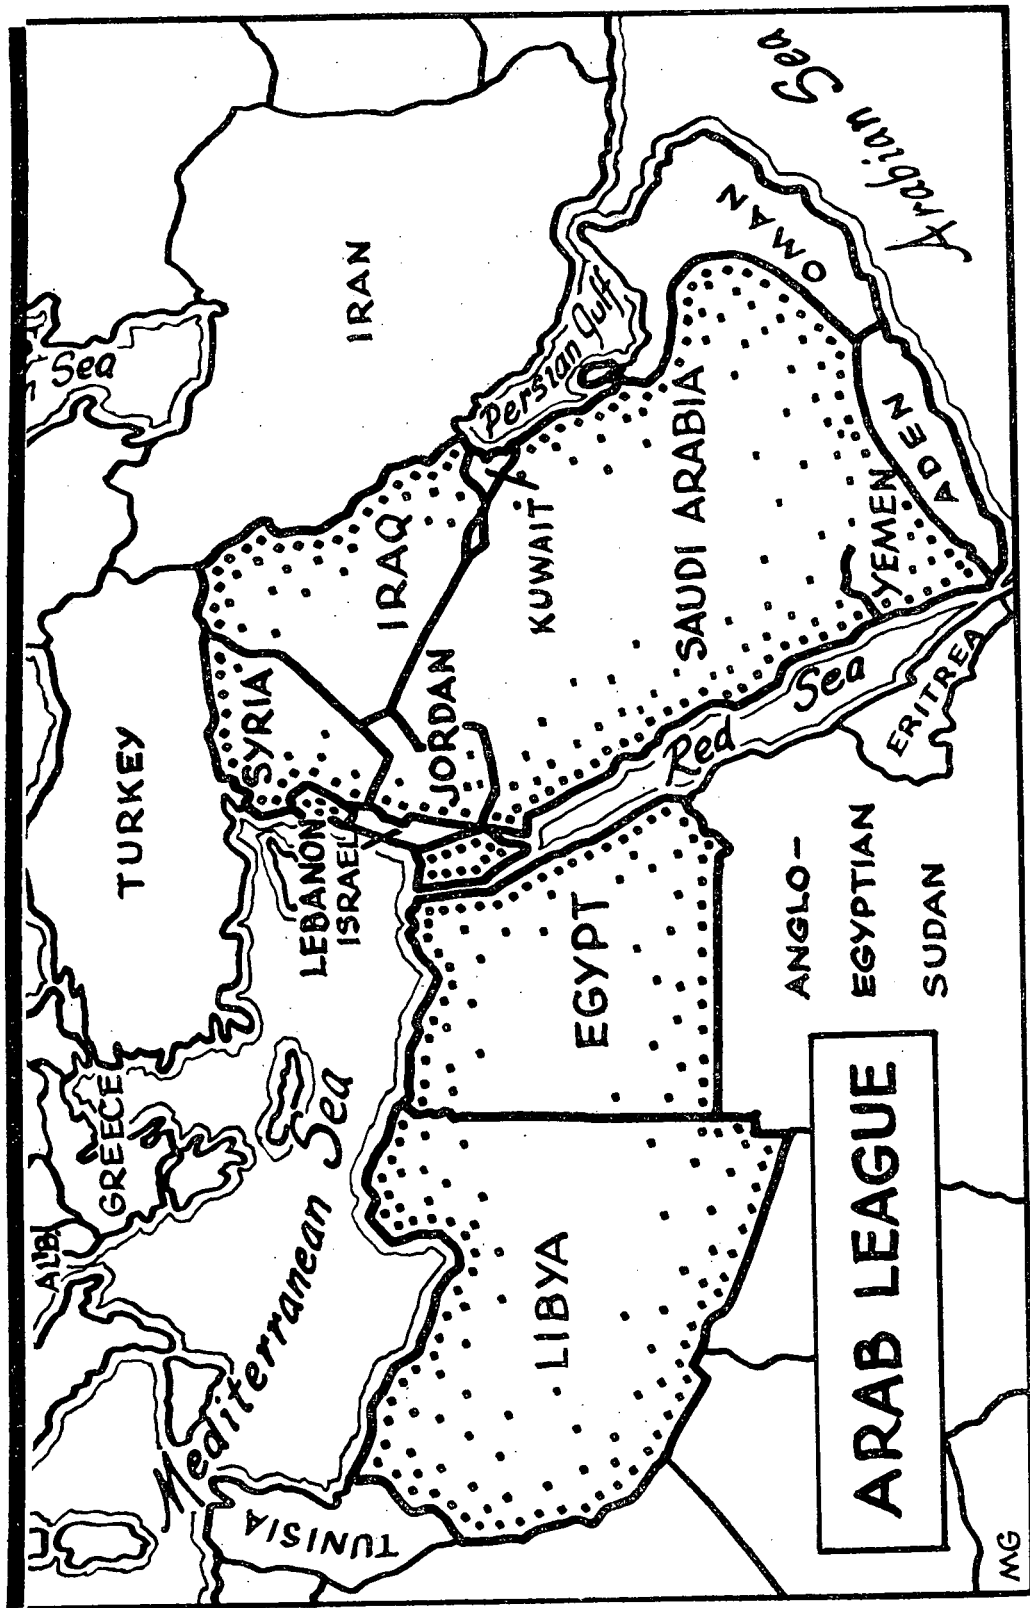 ALB.
GREECE
TURKEY
Sea
IRAN
Mediterranean Sea
LEBANON
ISRAEL
SYRIA
IRAQ
Persian Gulf
TUNISIA
JORDAN
KUWAIT
LIBYA
EGYPT
Red Sea
SAUDI ARABIA
OMAN
YEMEN
ADEN
Arabian Sea
ERITREA
ANGLO-
EGYPTIAN
SUDAN
ARAB LEAGUE
MG